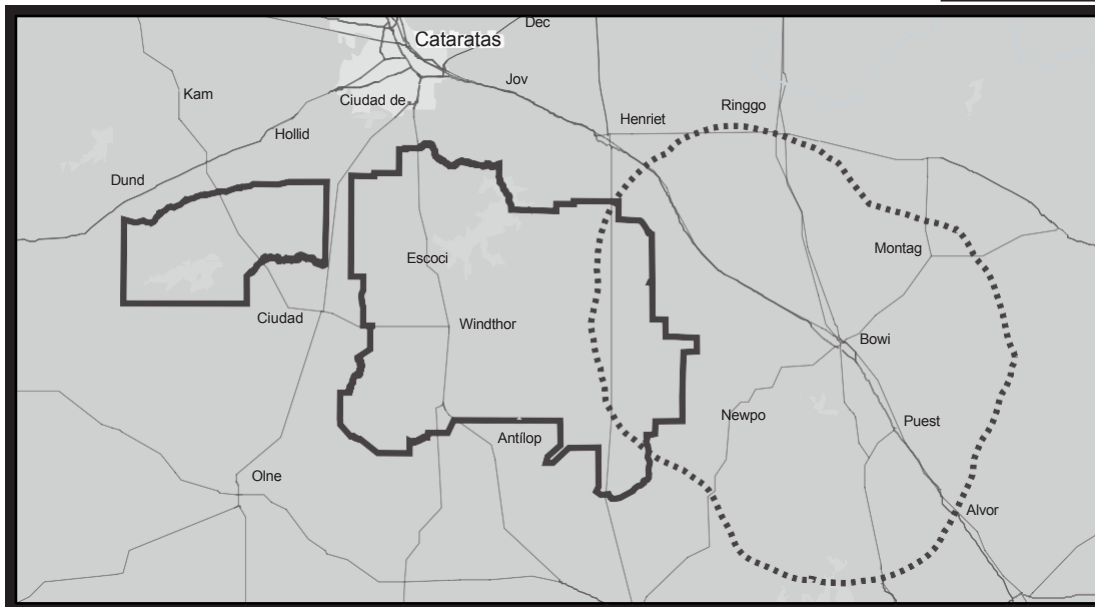 Dec
Cataratas
Jov
Kam
Ciudad de
Ringgo
Henriet
Hollid
Dund
Montag
Escoci
Ciudad
Windthor
Bowi
Newpo
Puest
Antílop
Olne
Alvor